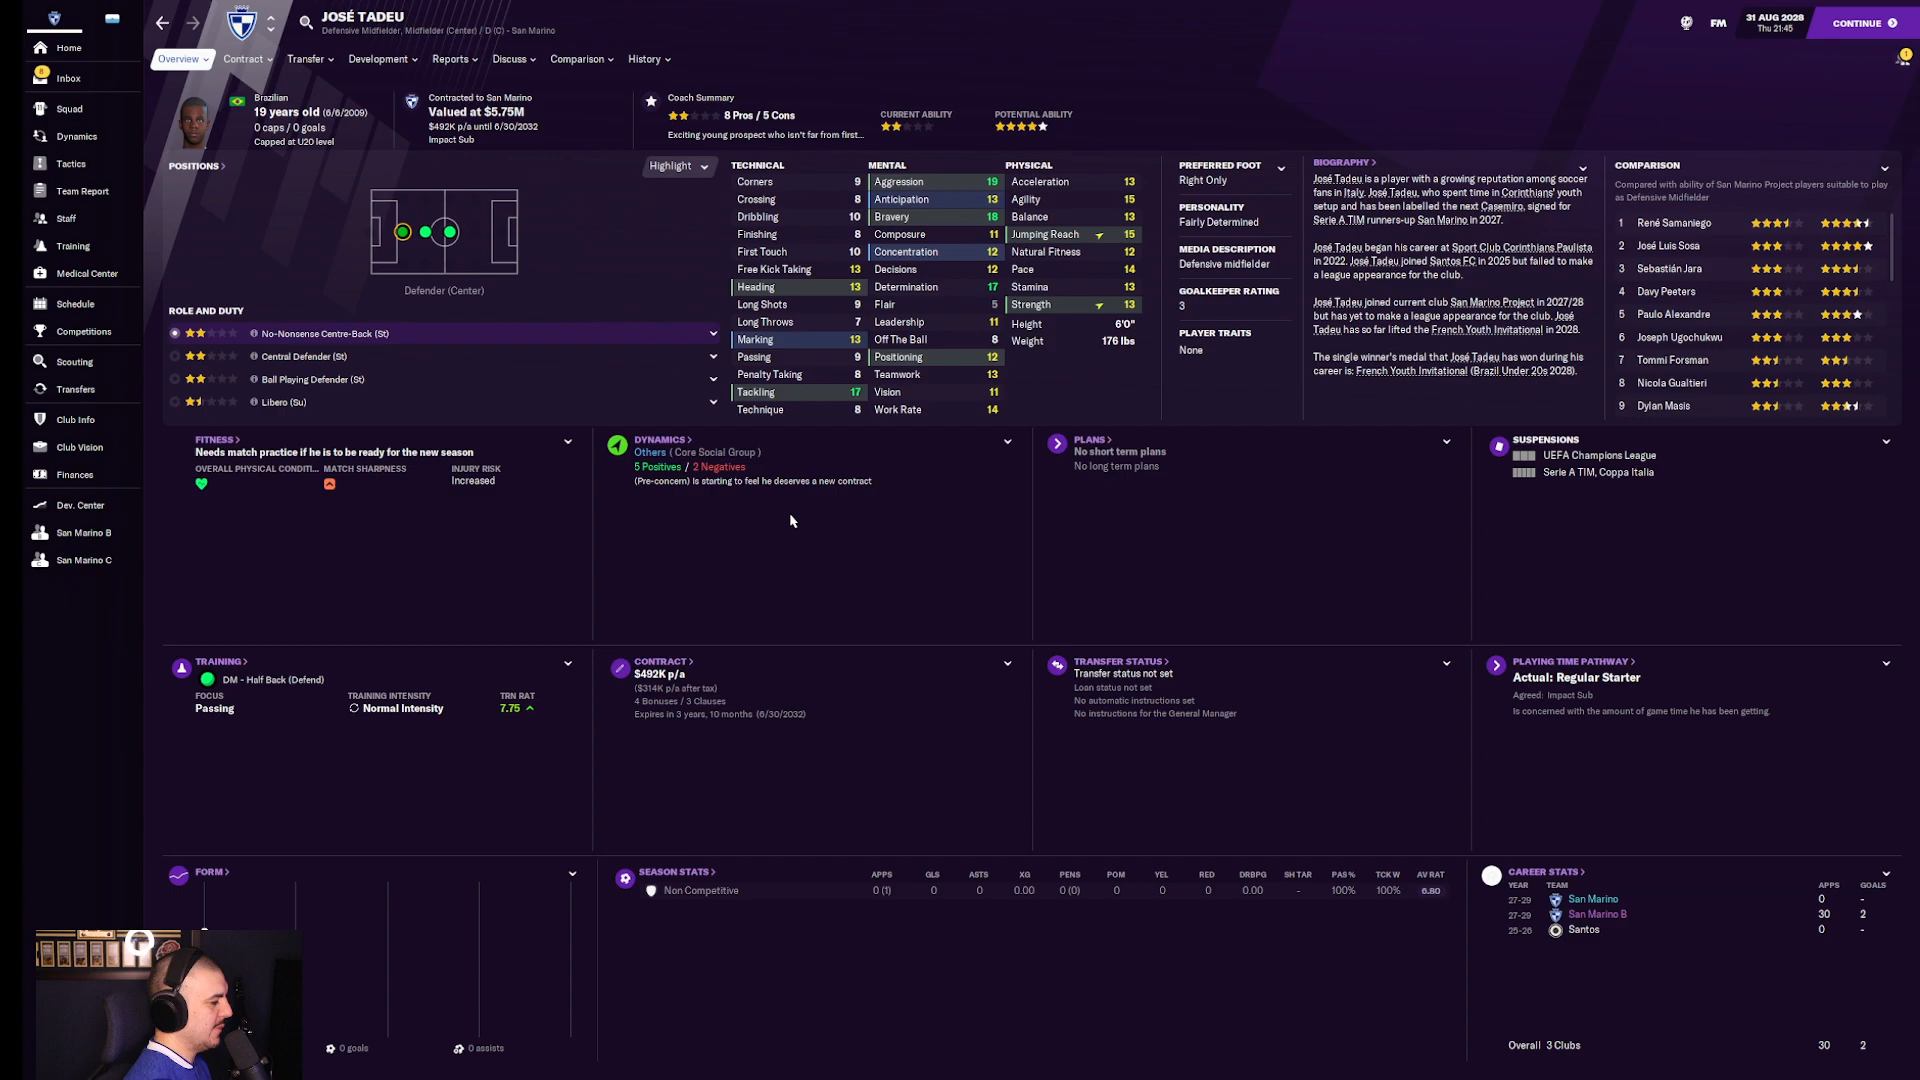 JOSÉ TADEU
Defensive Midfielder, Midfielder (Center) / D (C) - San Marino
FM
31 AUG 2028
Thu 21:45
CONTINUE
1
Home
8
Inbox
Squad
Dynamics
Tactics
Team Report
Staff
Training
Medical Center
Schedule
Competitions
Scouting
Transfers
Club Info
Club Vision
Finances
Dev. Center
San Marino B
San Marino C
Overview
Contract
Transfer
Development
Reports
Discuss
Comparison
History
Brazilian
19 years old (6/6/2009)
0 caps / 0 goals
Capped at U20 level
Contracted to San Marino
Valued at $5.75M
$492K p/a until 6/30/2032
Impact Sub
Coach Summary
8 Pros / 5 Cons
Exciting young prospect who isn't far from first...
CURRENT ABILITY
POTENTIAL ABILITY
POSITIONS >
Highlight
Defender (Center)
ROLE AND DUTY
No-Nonsense Centre-Back (St)
Central Defender (St)
Ball Playing Defender (St)
Libero (Su)
TECHNICAL
Corners 9
Crossing 8
Dribbling 10
Finishing 8
First Touch 10
Free Kick Taking 13
Heading 13
Long Shots 9
Long Throws 7
Marking 13
Passing 9
Penalty Taking 8
Tackling 17
Technique 8
MENTAL
Aggression 19
Anticipation 13
Bravery 18
Composure 11
Concentration 12
Decisions 12
Determination 17
Flair 5
Leadership 11
Off The Ball 8
Positioning 12
Teamwork 13
Vision 11
Work Rate 14
PHYSICAL
Acceleration 13
Agility 15
Balance 13
Jumping Reach 15
Natural Fitness 12
Pace 14
Stamina 13
Strength 13
Height 6'0"
Weight 176 lbs
PREFERRED FOOT
Right Only
PERSONALITY
Fairly Determined
MEDIA DESCRIPTION
Defensive midfielder
GOALKEEPER RATING
3
PLAYER TRAITS
None
BIOGRAPHY >
José Tadeu is a player with a growing reputation among soccer
fans in Italy. José Tadeu, who spent time in Corinthians' youth
setup and has been labelled the next Casemiro, signed for
Serie A TIM runners-up San Marino in 2027.
José Tadeu began his career at Sport Club Corinthians Paulista
in 2022. José Tadeu joined Santos FC in 2025 but failed to make
a league appearance for the club.
José Tadeu joined current club San Marino Project in 2027/28
but has yet to make a league appearance for the club. José
Tadeu has so far lifted the French Youth Invitational in 2028.
The single winner's medal that José Tadeu has won during his
career is: French Youth Invitational (Brazil Under 20s 2028).
COMPARISON
Compared with ability of San Marino Project players suitable to play
as Defensive Midfielder
1 René Samaniego
2 José Luis Sosa
3 Sebastián Jara
4 Davy Peeters
5 Paulo Alexandre
6 Joseph Ugochukwu
7 Tommi Forsman
8 Nicola Gualtieri
9 Dylan Masis
FITNESS >
Needs match practice if he is to be ready for the new season
OVERALL PHYSICAL CONDITI... MATCH SHARPNESS INJURY RISK
Increased
DYNAMICS >
Others ( Core Social Group )
5 Positives / 2 Negatives
(Pre-concern) is starting to feel he deserves a new contract
PLANS >
No short term plans
No long term plans
SUSPENSIONS
UEFA Champions League
Serie A TIM, Coppa Italia
TRAINING >
DM - Half Back (Defend)
FOCUS TRAINING INTENSITY TRN RAT
Passing Normal Intensity 7.75
CONTRACT >
$492K p/a
($314K p/a after tax)
4 Bonuses / 3 Clauses
Expires in 3 years, 10 months (6/30/2032)
TRANSFER STATUS >
Transfer status not set
Loan status not set
No automatic instructions set
No instructions for the General Manager
PLAYING TIME PATHWAY >
Actual: Regular Starter
Agreed: Impact Sub
Is concerned with the amount of game time he has been getting.
FORM >
0 goals
0 assists
SEASON STATS > APPS GLS ASTS XG PENS POM YEL RED DRBPG SH TAR PAS% TCK W AV RAT
Non Competitive 0 (1) 0 0 0.00 0 (0) 0 0 0 0.00 - 100% 100% 6.80
CAREER STATS >
YEAR TEAM APPS GOALS
27-29 San Marino 0 -
27-29 San Marino B 30 2
25-26 Santos 0 -
Overall 3 Clubs 30 2